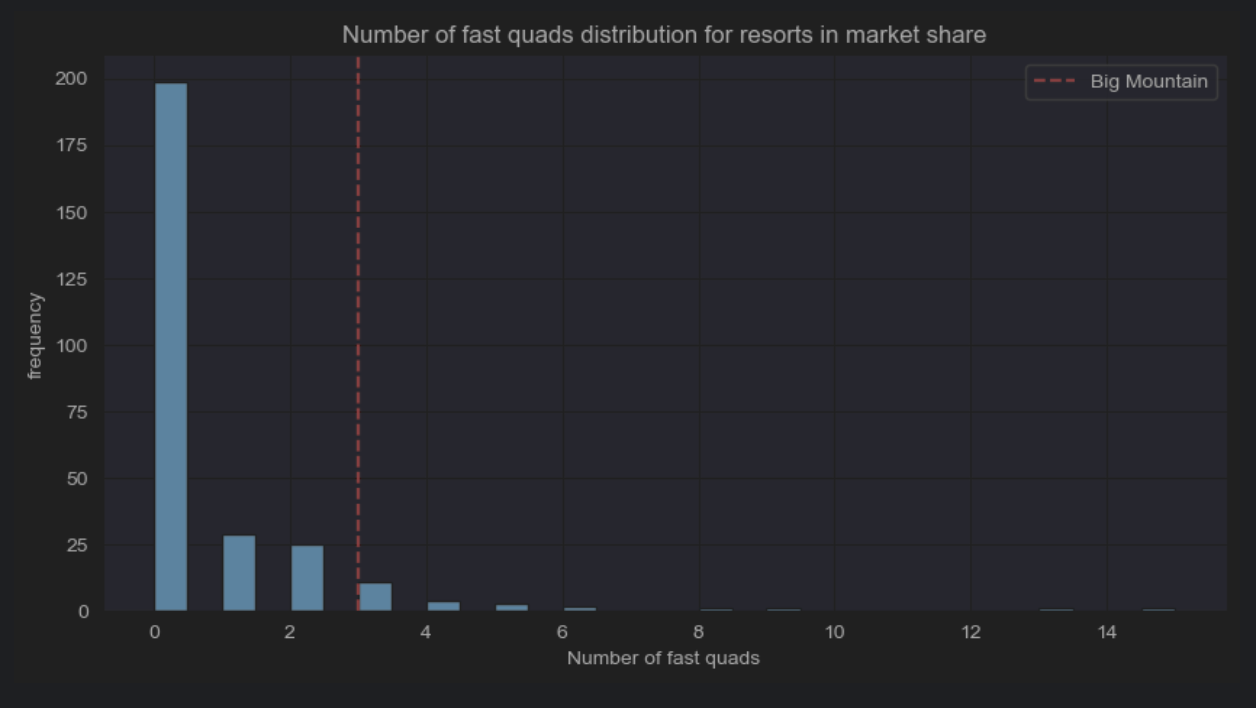 Number of fast quads distribution for resorts in market share
Big Mountain
200
175
150
125
100
75
50
25
0
frequency
0 2 4 6 8 10 12 14
Number of fast quads